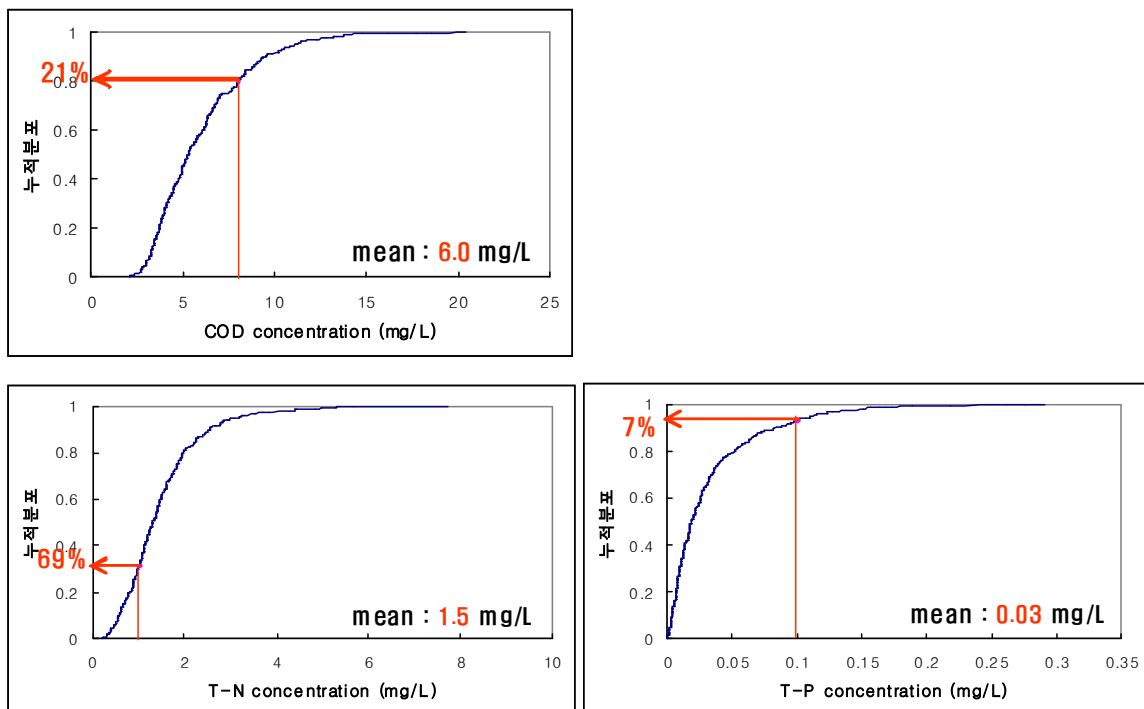 1
0.8
0.6
0.4
0.2
0
21%
누적분포
mean : 6.0 mg/L
0 5 10 15 20 25
COD concentration (mg/L)
1
0.8
0.6
0.4
0.2
0
69%
누적분포
mean : 1.5 mg/L
0 2 4 6 8 10
T-N concentration (mg/L)
1
0.8
0.6
0.4
0.2
0
7%
누적분포
mean : 0.03 mg/L
0 0.05 0.1 0.15 0.2 0.25 0.3 0.35
T-P concentration (mg/L)